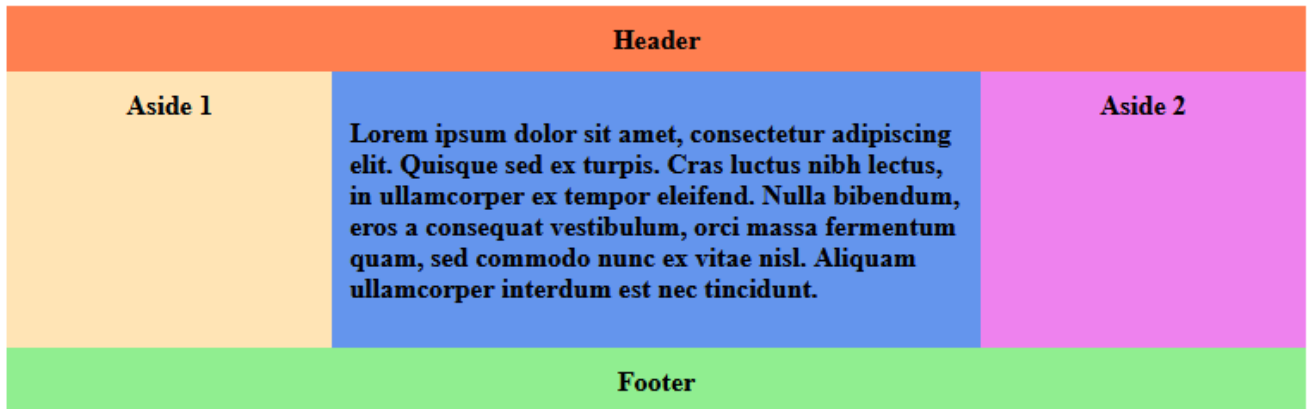 Header
Aside 1
Lorem ipsum dolor sit amet, consectetur adipiscing
elit. Quisque sed ex turpis. Cras luctus nibh lectus,
in ullamcorper ex tempor eleifend. Nulla bibendum,
eros a consequat vestibulum, orci massa fermentum
quam, sed commodo nunc ex vitae nisl. Aliquam
ullamcorper interdum est nec tincidunt.
Aside 2
Footer